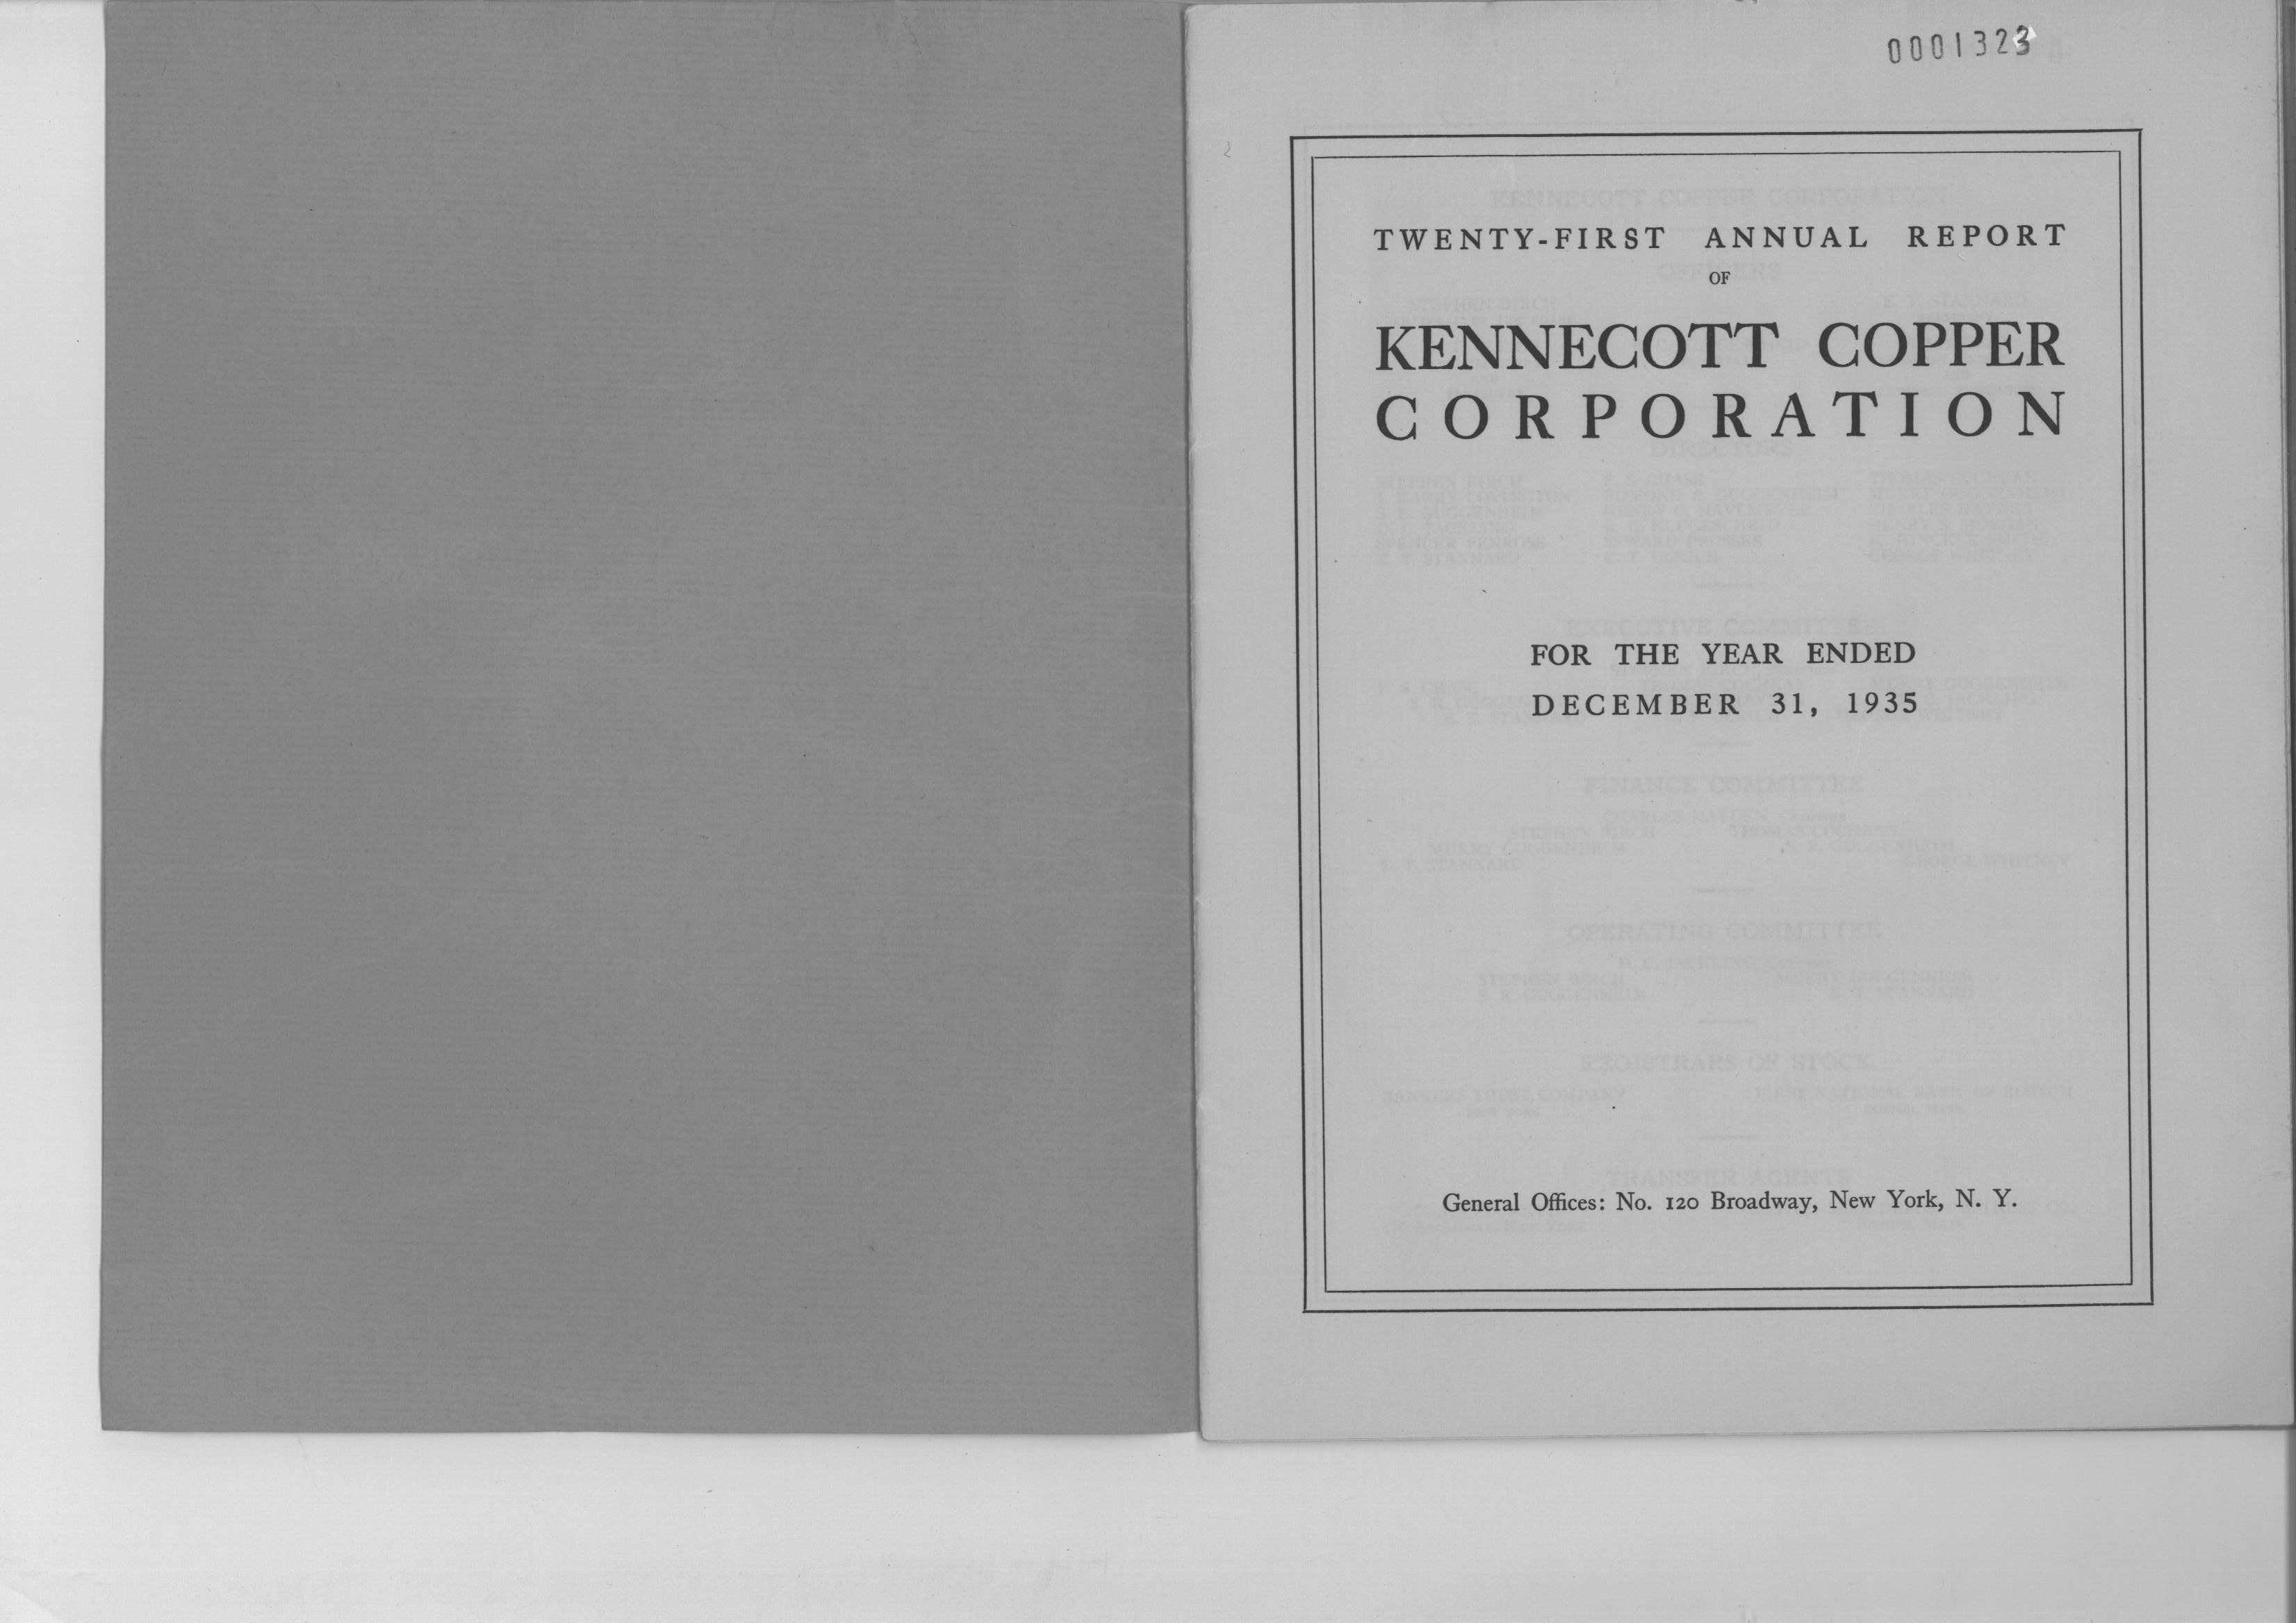 0001323
TWENTY-FIRST ANNUAL REPORT
OF
KENNECOTT COPPER
CORPORATION
FOR THE YEAR ENDED
DECEMBER 31, 1935
General Offices: No. 120 Broadway, New York, N. Y.